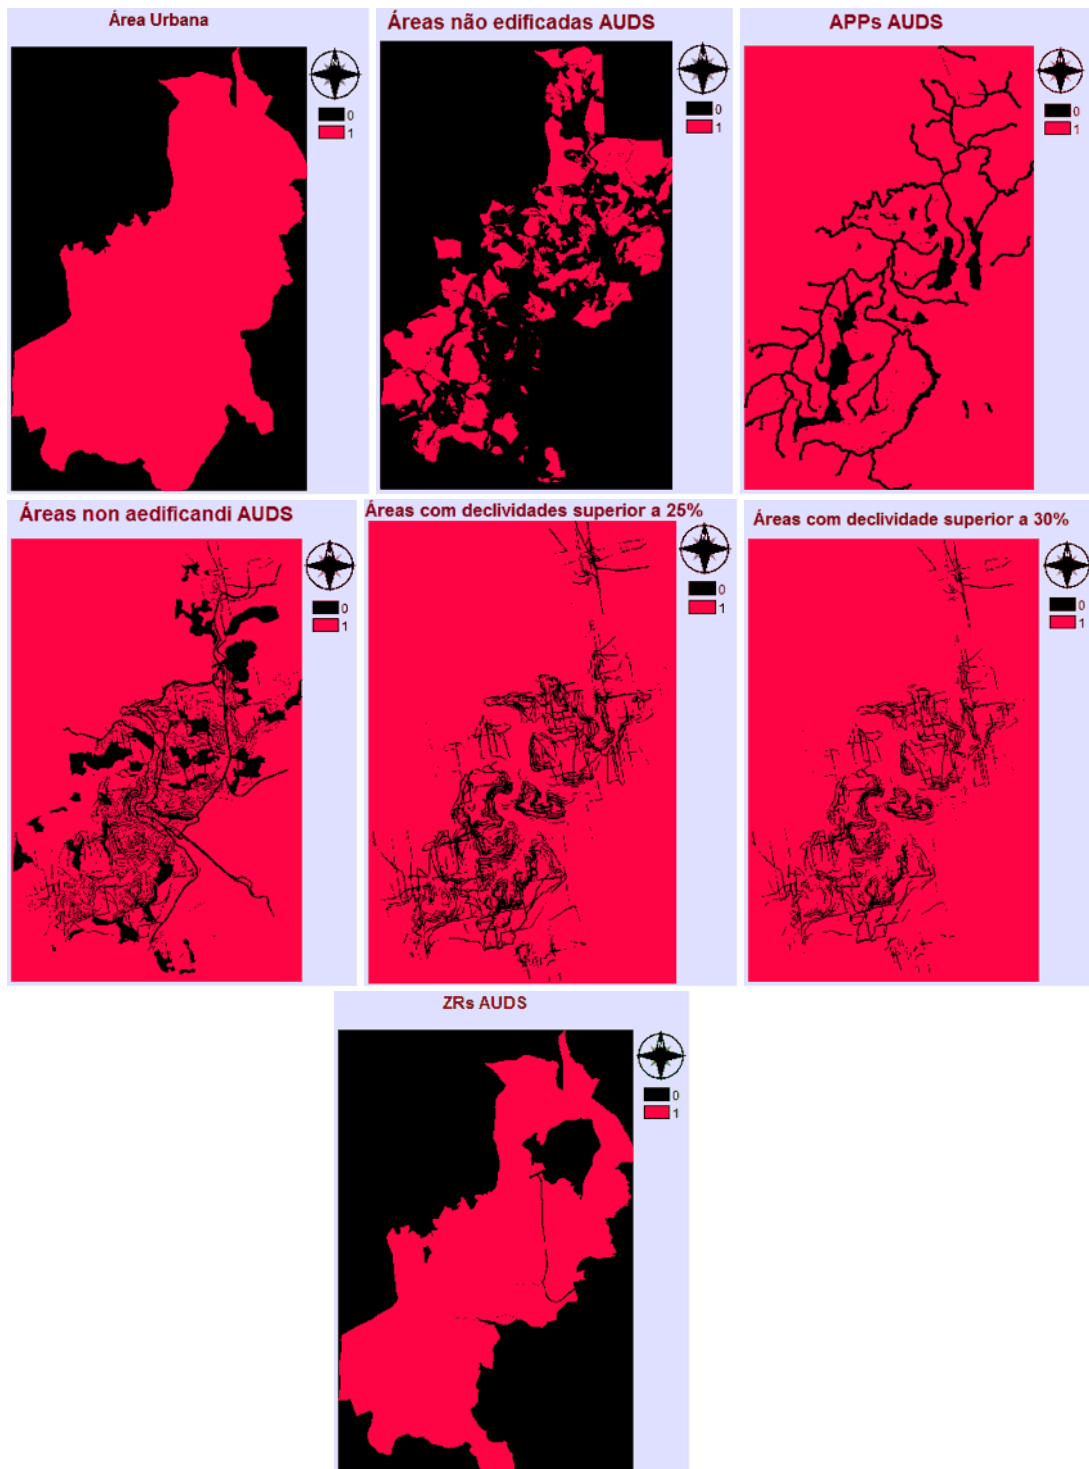 Área Urbana
0
1
Áreas não edificadas AUDS
0
1
APPs AUDS
0
1
Áreas non aedificandi AUDS
0
1
Áreas com declividades superior a 25%
0
1
Áreas com declividade superior a 30%
0
1
ZRs AUDS
N
0
1